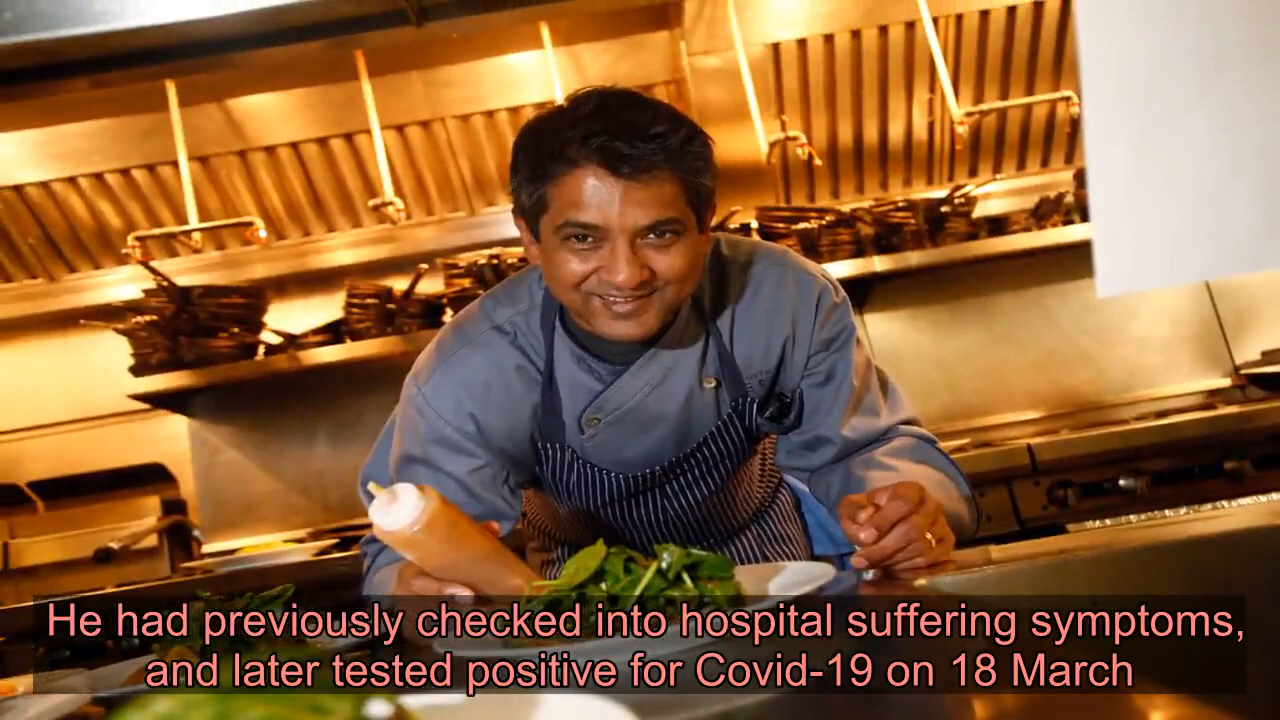 He had previously checked into hospital suffering symptoms,
and later tested positive for Covid-19 on 18 March